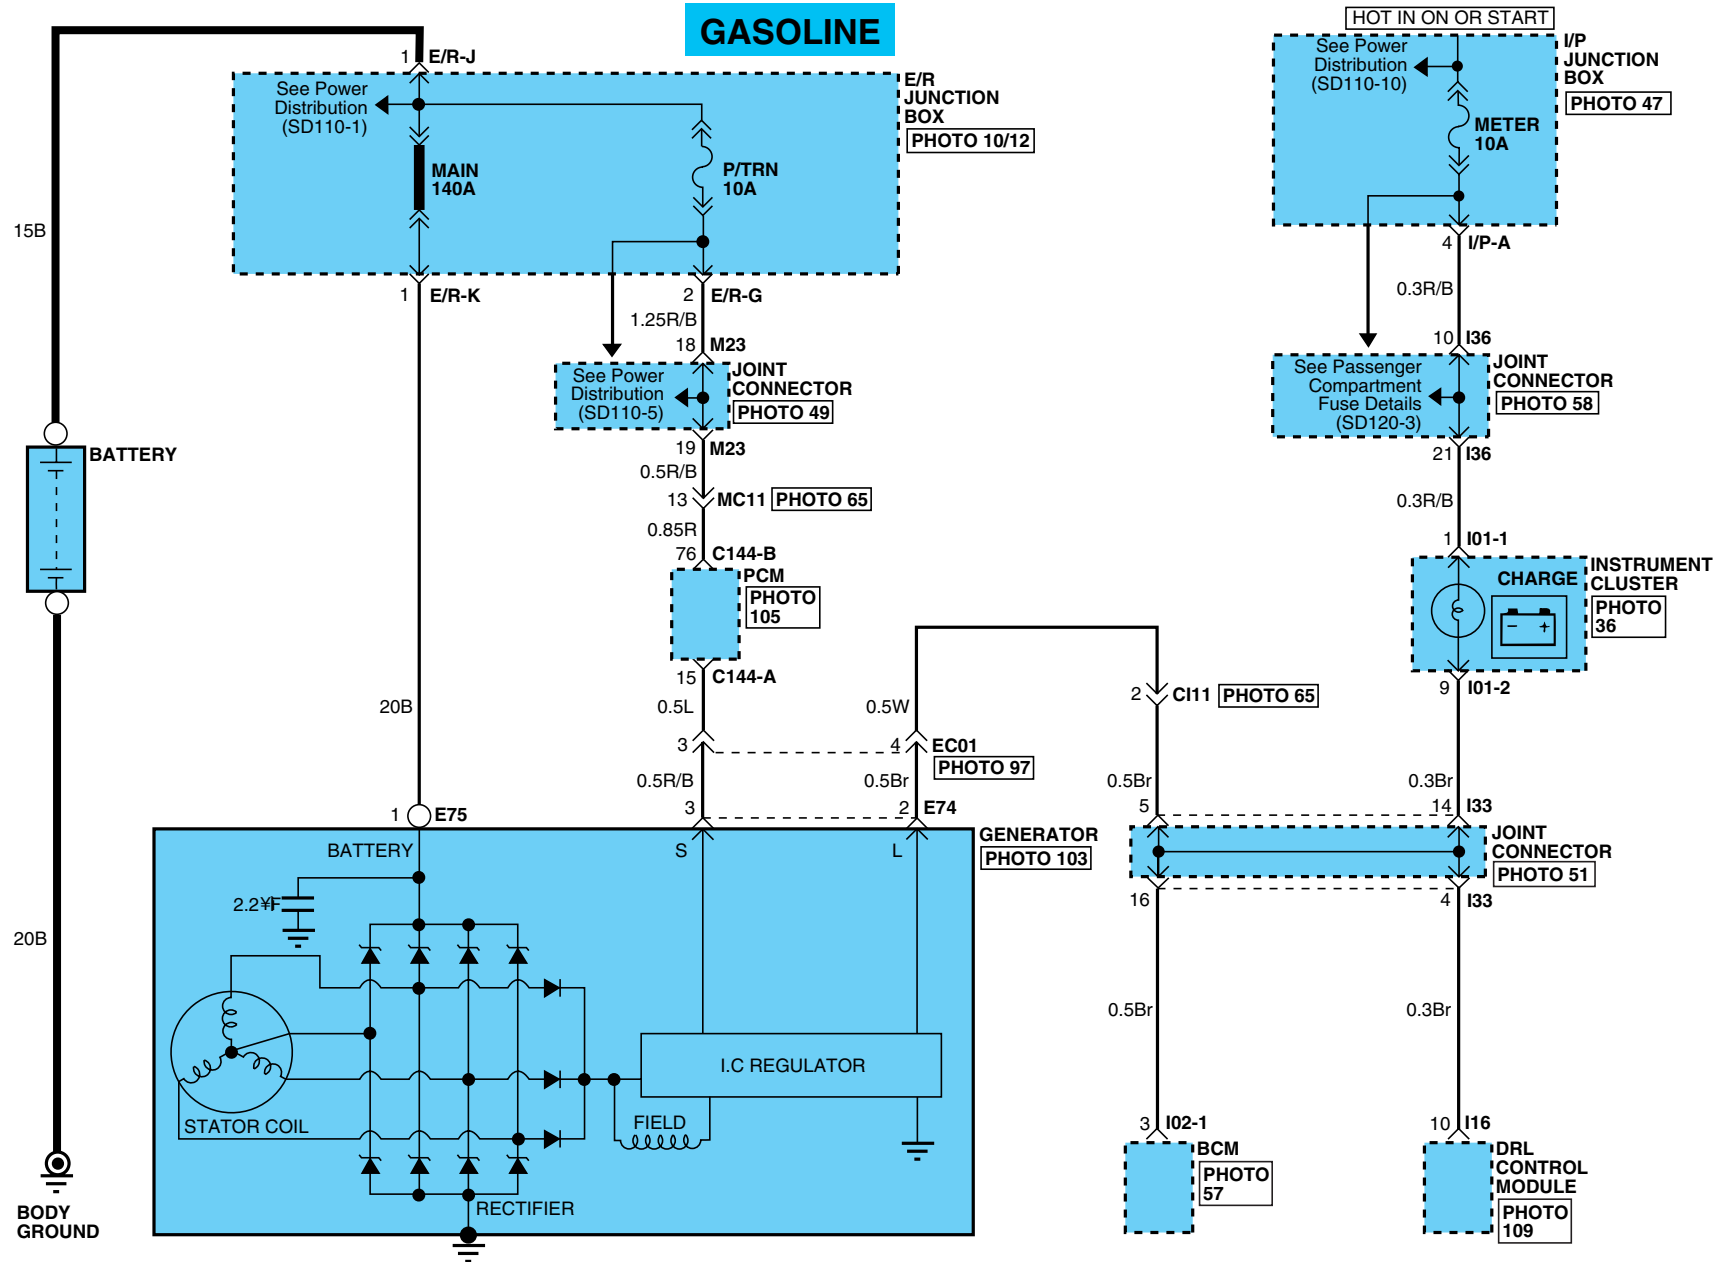 GASOLINE
HOT IN ON OR START
1 E/R-J
See Power
Distribution
(SD110-1)
E/R
JUNCTION
BOX
PHOTO 10/12
MAIN
140A
P/TRN
10A
See Power
Distribution
(SD110-10)
I/P
JUNCTION
BOX
PHOTO 47
METER
10A
15B
1 E/R-K
2 E/R-G
4 I/P-A
1.25R/B
0.3R/B
18 M23
10 I36
See Power
Distribution
(SD110-5)
JOINT
CONNECTOR
PHOTO 49
See Passenger
Compartment
Fuse Details
(SD120-3)
JOINT
CONNECTOR
PHOTO 58
BATTERY
19 M23
21 I36
0.5R/B
0.3R/B
13 MC11 PHOTO 65
0.85R
76 C144-B
1 I01-1
PCM
PHOTO
105
CHARGE
− +
INSTRUMENT
CLUSTER
PHOTO
36
15 C144-A
9 I01-2
2 CI11 PHOTO 65
20B
0.5L
0.5W
3
4 EC01
PHOTO 97
0.5R/B
0.5Br
0.5Br
0.3Br
1 E75
3
2 E74
5
14 I33
GENERATOR
PHOTO 103
JOINT
CONNECTOR
PHOTO 51
BATTERY
S
L
16
4 I33
2.2¥F
20B
0.5Br
0.3Br
I.C REGULATOR
STATOR COIL
FIELD
RECTIFIER
3 I02-1
10 I16
BCM
PHOTO
57
DRL
CONTROL
MODULE
PHOTO
109
BODY
GROUND